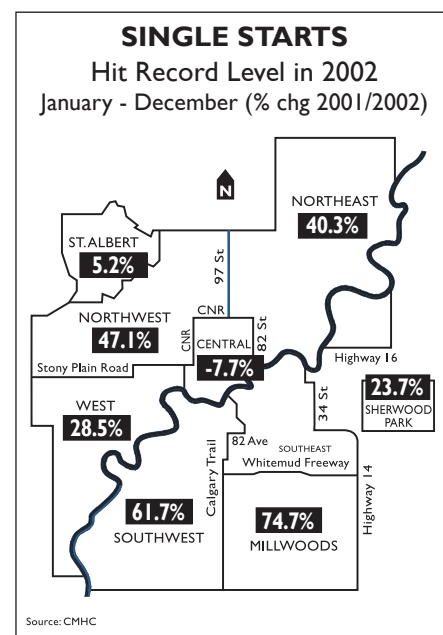 SINGLE STARTS
Hit Record Level in 2002
January - December (% chg 2001/2002)
N
NORTHEAST
40.3%
ST. ALBERT
5.2%
97 St
NORTHWEST
47.1%
CNR
CNR
CENTRAL
-7.7%
82 St
Stony Plain Road
Highway 16
23.7%
SHERWOOD
PARK
34 St
WEST
28.5%
82 Ave
SOUTHEAST
Whitemud Freeway
Calgary Trail
61.7%
SOUTHWEST
74.7%
MILLWOODS
Highway 14
Source: CMHC